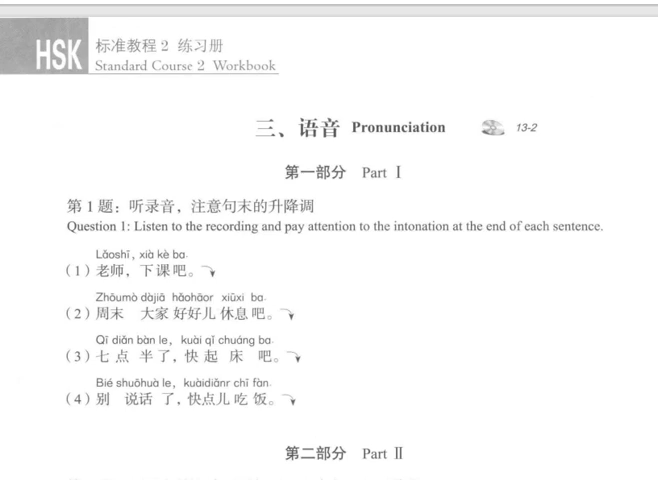 HSK
标准教程 2 练习册
Standard Course 2 Workbook
三、语音 Pronunciation 13-2
第一部分 Part Ⅰ
第 1 题：听录音，注意句末的升降调
Question 1: Listen to the recording and pay attention to the intonation at the end of each sentence.
Lǎoshī, xià kè ba.
（1）老师，下课吧。
Zhōumò dàjiā hǎohāor xiūxi ba.
（2）周末 大家 好好儿 休息 吧。
Qī diǎn bàn le, kuài qǐ chuáng ba.
（3）七 点 半 了，快 起 床 吧。
Bié shuōhuà le, kuàidiǎnr chī fàn.
（4）别 说话 了，快点儿 吃 饭。
第二部分 Part Ⅱ